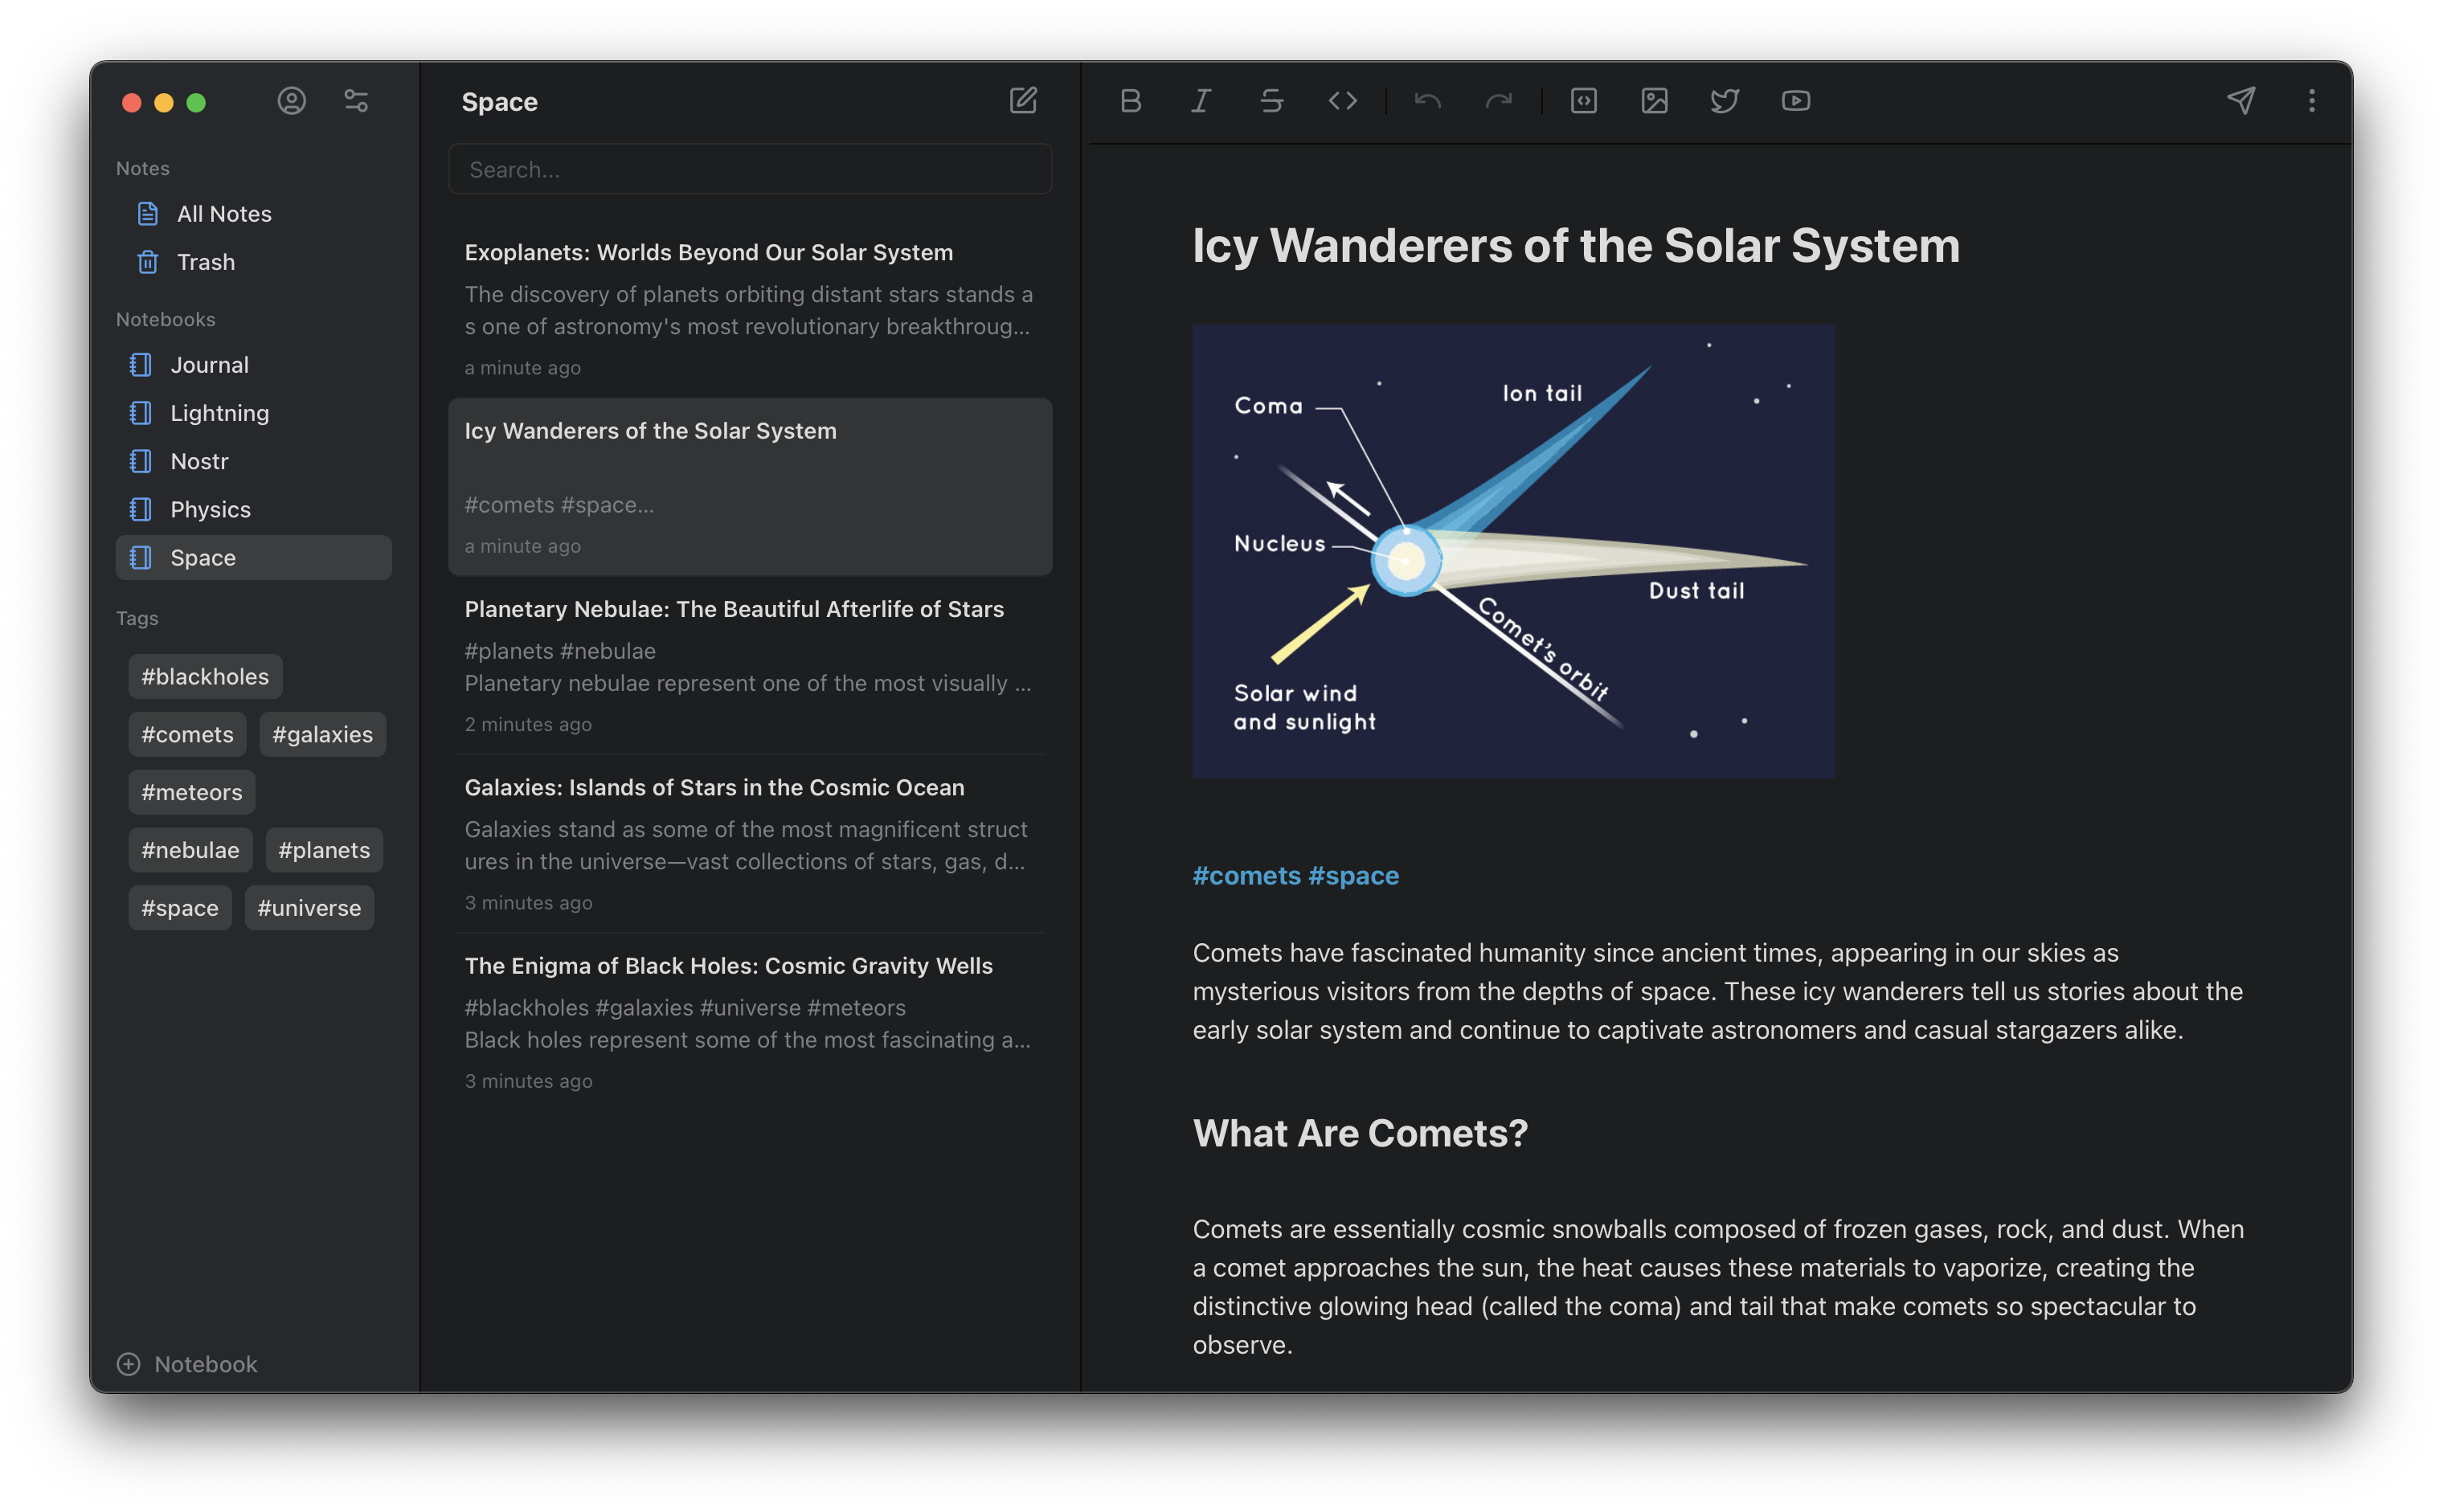 Notes
All Notes
Trash
Notebooks
Journal
Lightning
Nostr
Physics
Space
Tags
#blackholes
#comets #galaxies
#meteors
#nebulae #planets
#space #universe
Notebook
Space
Search...
Exoplanets: Worlds Beyond Our Solar System
The discovery of planets orbiting distant stars stands a
s one of astronomy's most revolutionary breakthroug...
a minute ago
Icy Wanderers of the Solar System
#comets #space...
a minute ago
Planetary Nebulae: The Beautiful Afterlife of Stars
#planets #nebulae
Planetary nebulae represent one of the most visually ...
2 minutes ago
Galaxies: Islands of Stars in the Cosmic Ocean
Galaxies stand as some of the most magnificent struct
ures in the universe—vast collections of stars, gas, d...
3 minutes ago
The Enigma of Black Holes: Cosmic Gravity Wells
#blackholes #galaxies #universe #meteors
Black holes represent some of the most fascinating a...
3 minutes ago
Icy Wanderers of the Solar System
Coma
Ion tail
Nucleus
Dust tail
Comet's orbit
Solar wind
and sunlight
#comets #space
Comets have fascinated humanity since ancient times, appearing in our skies as
mysterious visitors from the depths of space. These icy wanderers tell us stories about the
early solar system and continue to captivate astronomers and casual stargazers alike.
What Are Comets?
Comets are essentially cosmic snowballs composed of frozen gases, rock, and dust. When
a comet approaches the sun, the heat causes these materials to vaporize, creating the
distinctive glowing head (called the coma) and tail that make comets so spectacular to
observe.